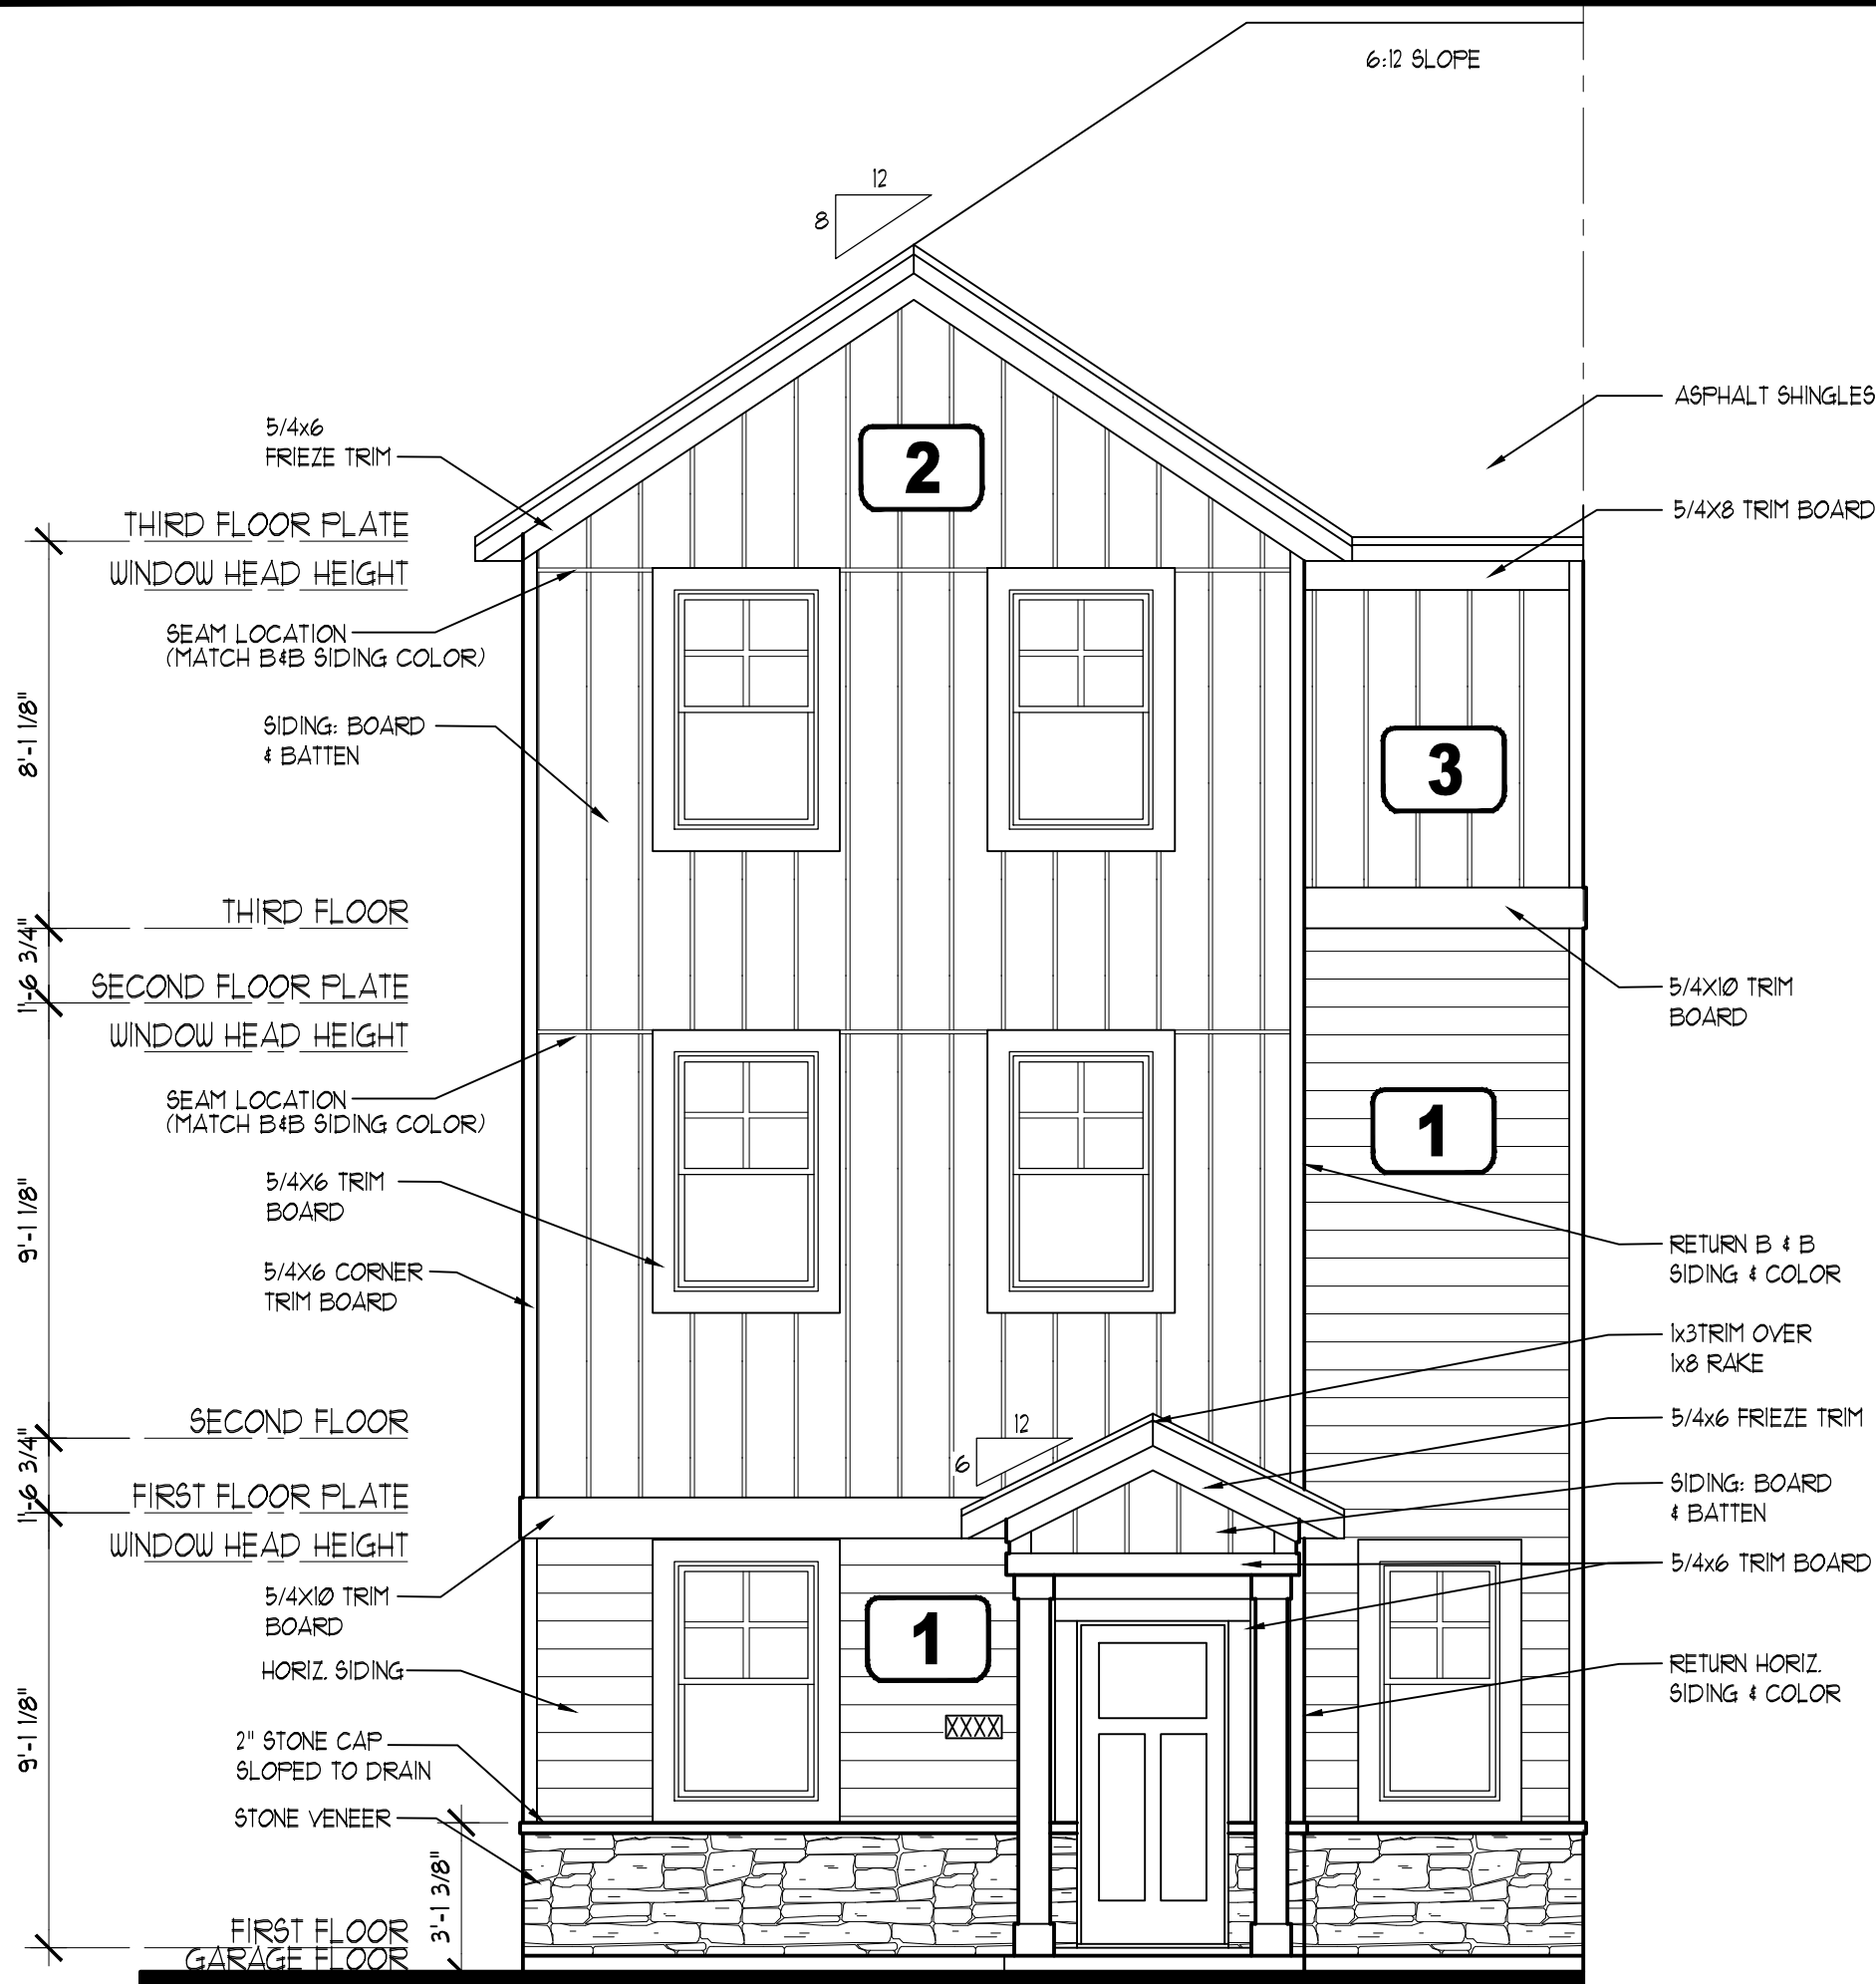 6:12 SLOPE
12
8
2
ASPHALT SHINGLES
5/4x6
FRIEZE TRIM
5/4X8 TRIM BOARD
THIRD FLOOR PLATE
WINDOW HEAD HEIGHT
SEAM LOCATION
(MATCH B&B SIDING COLOR)
8'-1 1/8"
SIDING: BOARD
& BATTEN
3
THIRD FLOOR
1'-6 3/4"
SECOND FLOOR PLATE
5/4X10 TRIM
BOARD
WINDOW HEAD HEIGHT
SEAM LOCATION
(MATCH B&B SIDING COLOR)
1
5/4X6 TRIM
BOARD
9'-1 1/8"
RETURN B & B
SIDING & COLOR
5/4X6 CORNER
TRIM BOARD
1x3TRIM OVER
1x8 RAKE
SECOND FLOOR
12
6
5/4x6 FRIEZE TRIM
1'-6 3/4"
FIRST FLOOR PLATE
SIDING: BOARD
& BATTEN
WINDOW HEAD HEIGHT
5/4x6 TRIM BOARD
5/4X10 TRIM
BOARD
1
HORIZ. SIDING
RETURN HORIZ.
SIDING & COLOR
9'-1 1/8"
2" STONE CAP
SLOPED TO DRAIN
XXXX
STONE VENEER
3'-1 3/8"
FIRST FLOOR
GARAGE FLOOR